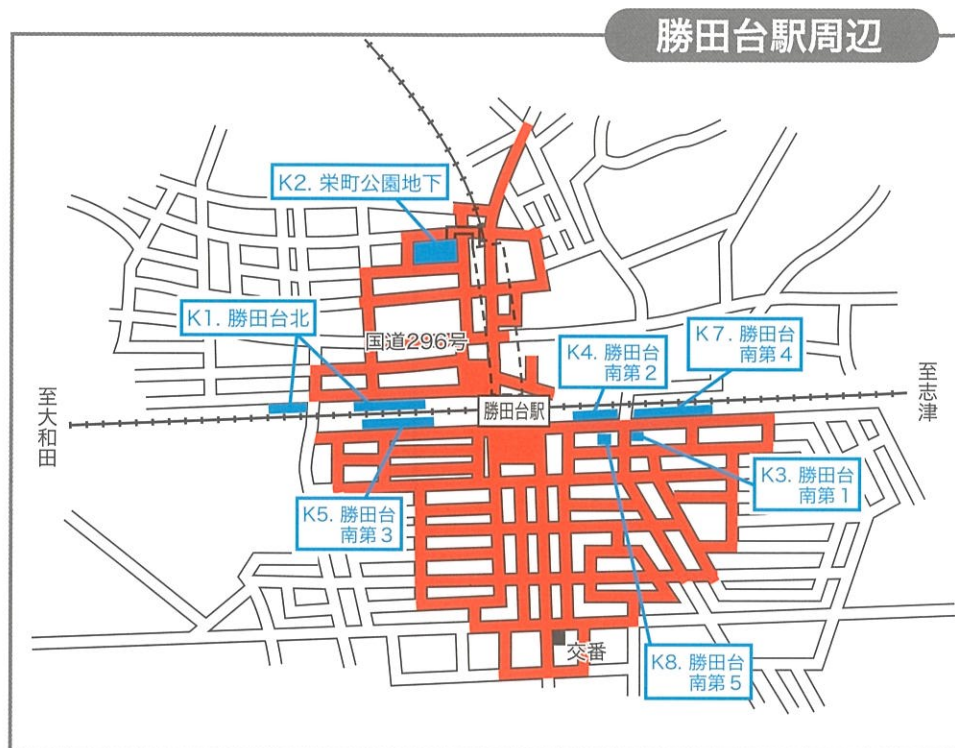 勝田台駅周辺
K2. 栄町公園地下
K1. 勝田台北
国道296号
K4. 勝田台
南第2
K7. 勝田台
南第4
至大和田
勝田台駅
至志津
K5. 勝田台
南第3
K3. 勝田台
南第1
交番
K8. 勝田台
南第5